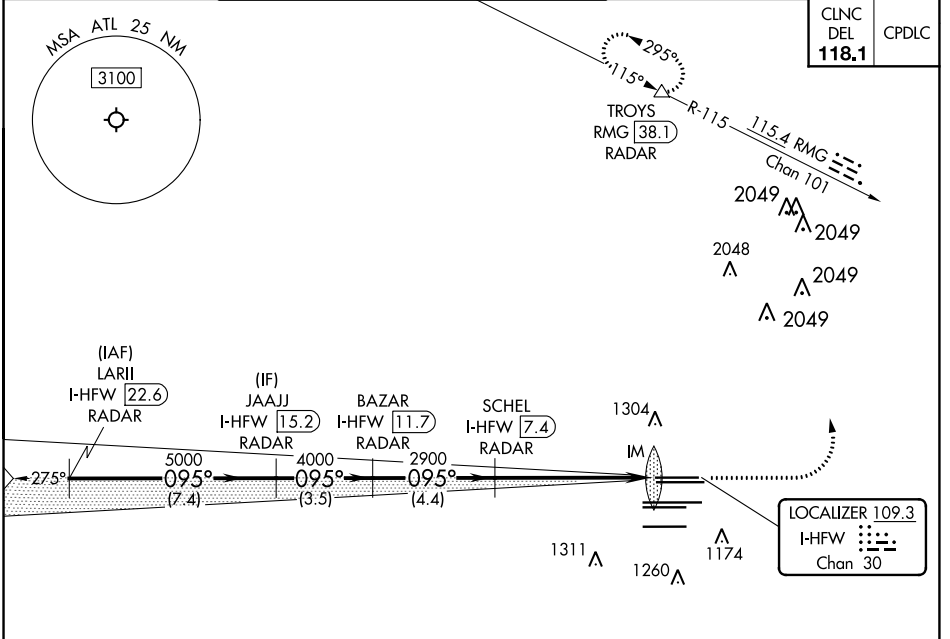 MSA ATL 25 NM
3100
CLNC
DEL
118.1
CPDLC
295°
115°
TROYS
RMG 38.1
RADAR
R-115
115.4 RMG
Chan 101
2049
2049
2048
2049
2049
(IAF)
LARII
I-HFW 22.6
RADAR
(IF)
JAAJJ
I-HFW 15.2
RADAR
BAZAR
I-HFW 11.7
RADAR
SCHEL
I-HFW 7.4
RADAR
1304
IM
275°
5000
095°
(7.4)
4000
095°
(3.5)
2900
095°
(4.4)
LOCALIZER 109.3
I-HFW
Chan 30
1311
1260
1174